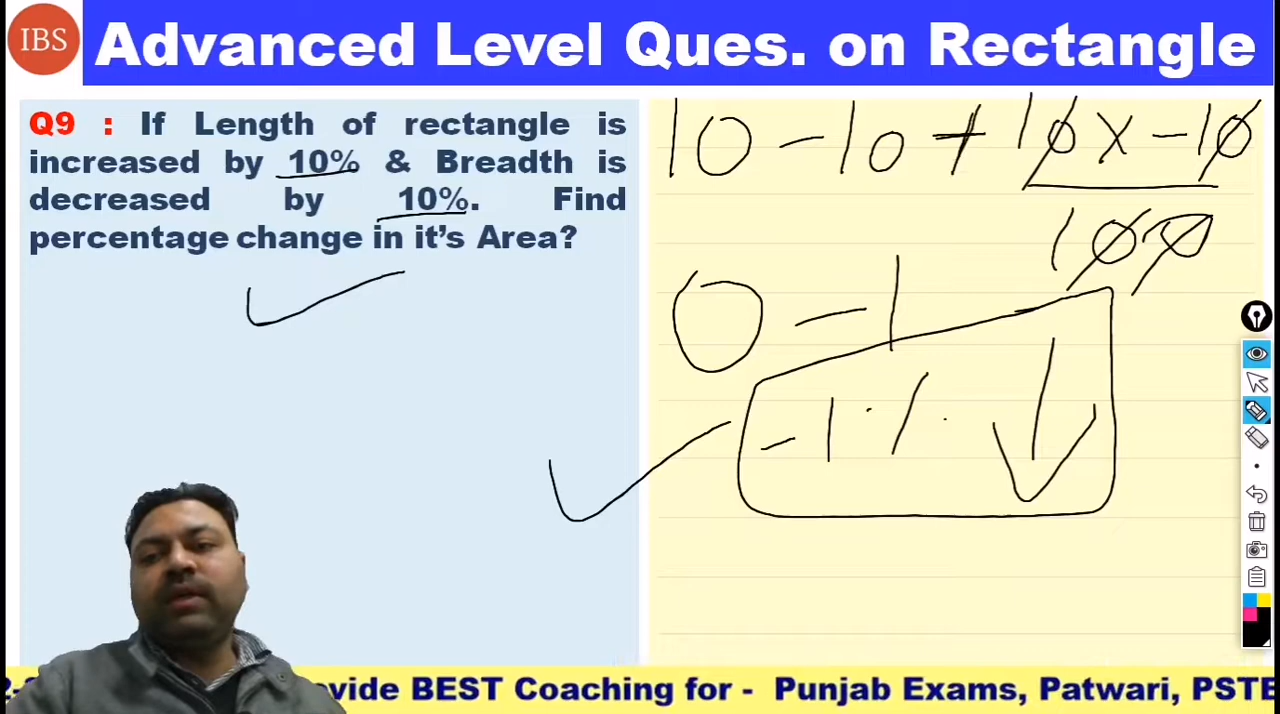 IBS
Advanced Level Ques. on Rectangle
Q9 : If Length of rectangle is
increased by 10% & Breadth is
decreased by 10%. Find
percentage change in it's Area?
10 - 10 + 10 x - 10
100
0 - 1
-1 %
ovide BEST Coaching for - Punjab Exams, Patwari, PSTE